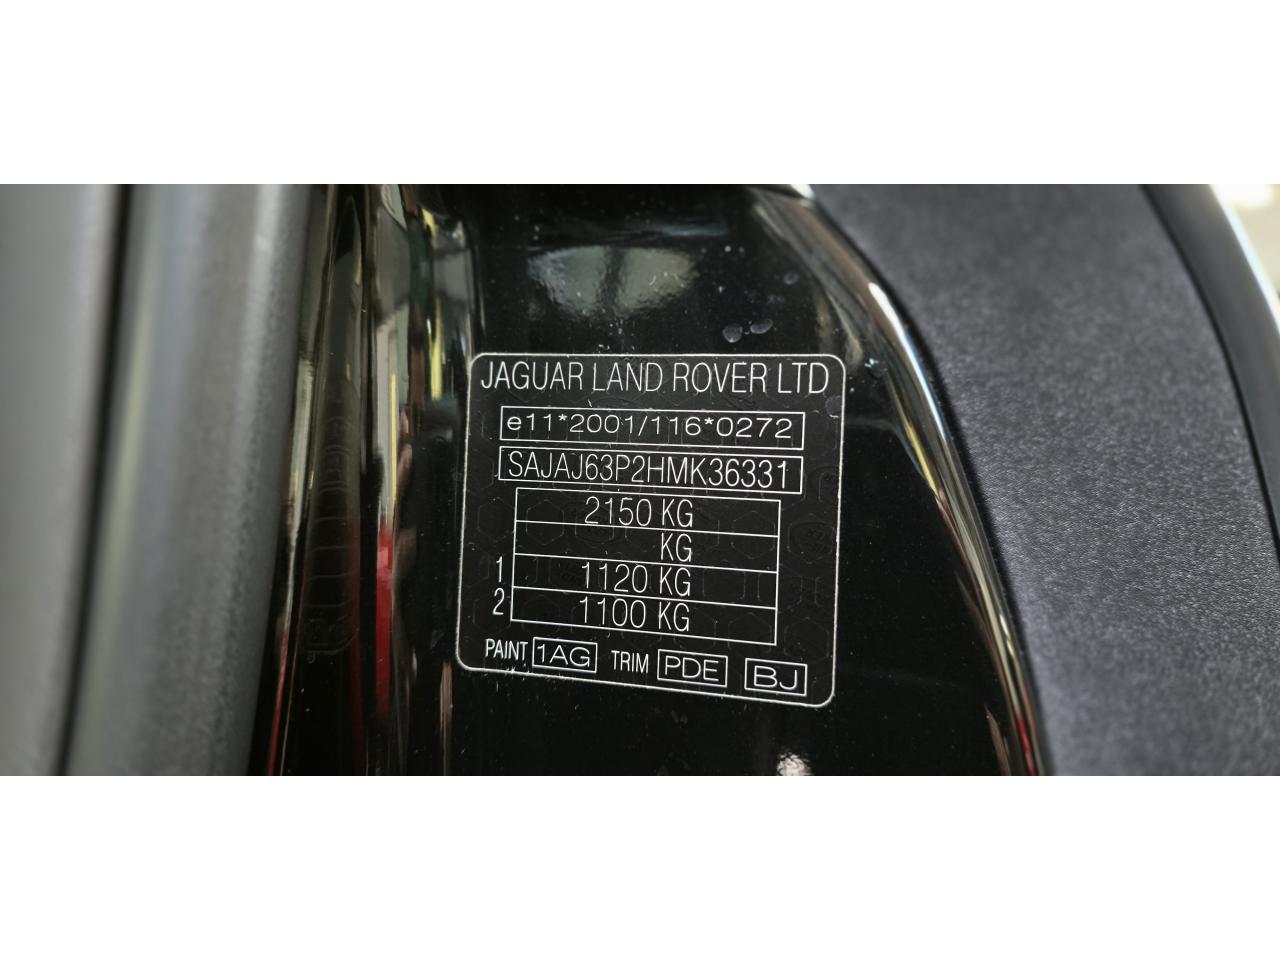 JAGUAR LAND ROVER LTD
e11*2001/116*0272
SAJAJ63P2HMK36331
2150 KG
KG
1 1120 KG
2 1100 KG
PAINT 1AG TRIM PDE BJ